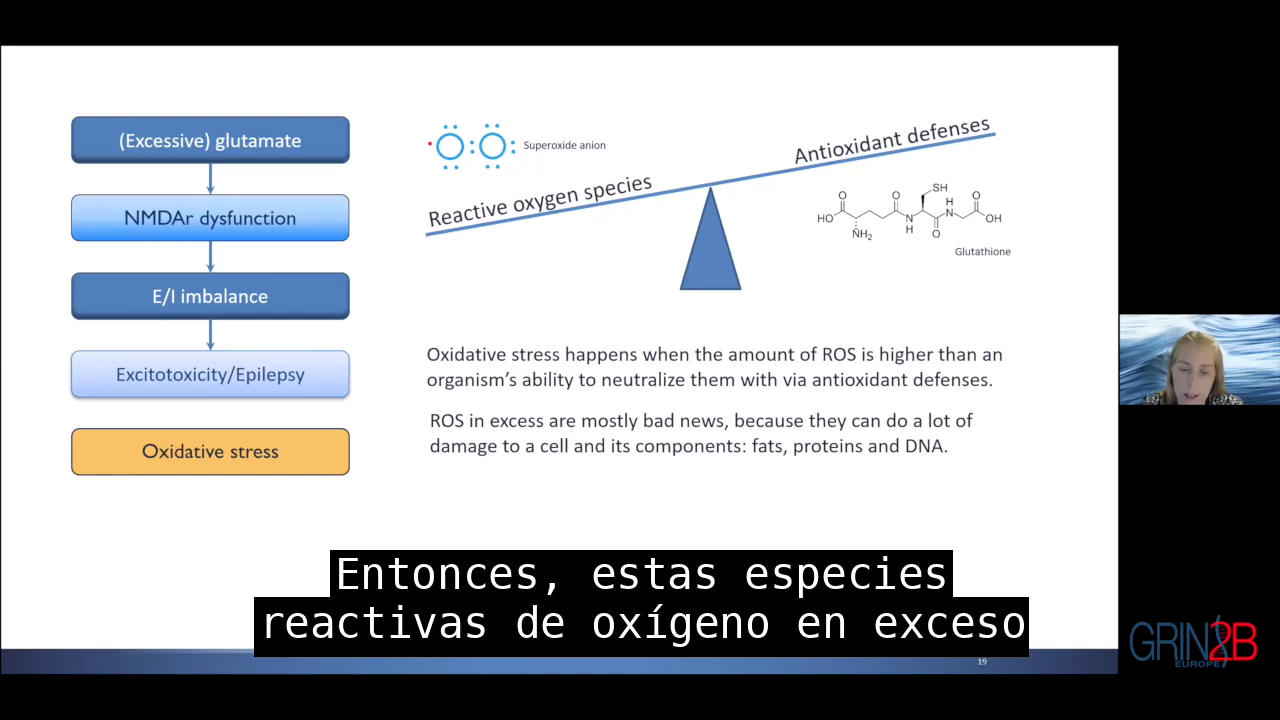 (Excessive) glutamate
NMDAr dysfunction
E/I imbalance
Excitotoxicity/Epilepsy
Oxidative stress
Superoxide anion
Reactive oxygen species
Antioxidant defenses
O
HO
NH₂
O
N
H
SH
O
H
N
O
OH
Glutathione
Oxidative stress happens when the amount of ROS is higher than an
organism's ability to neutralize them with via antioxidant defenses.
ROS in excess are mostly bad news, because they can do a lot of
damage to a cell and its components: fats, proteins and DNA.
Entonces, estas especies
reactivas de oxígeno en exceso
19
GRIN2B
EUROPE